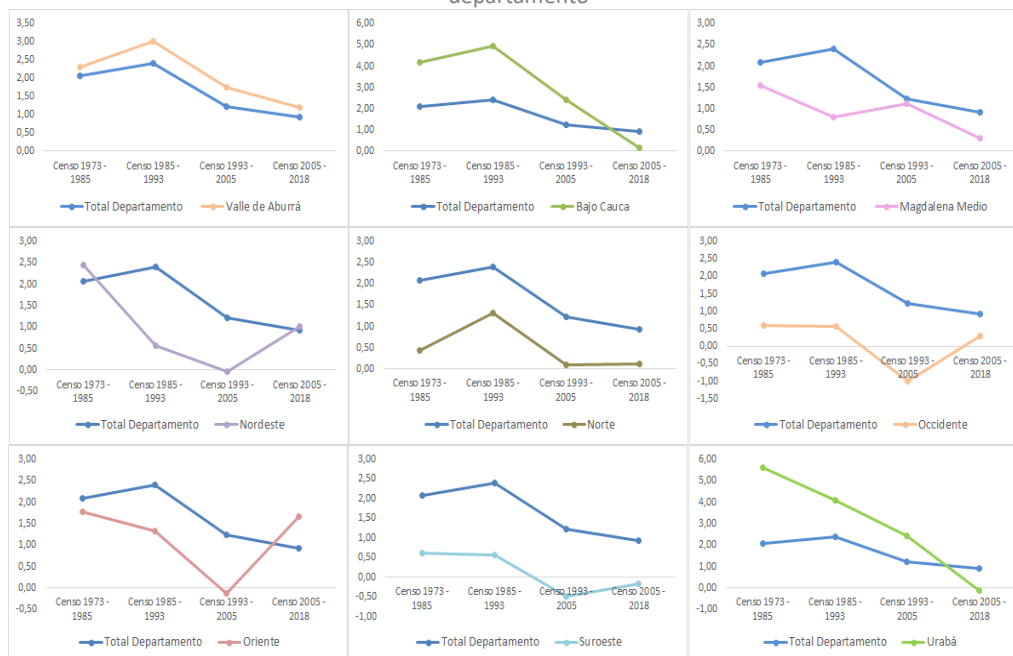 departamento
3,50
3,00
2,50
2,00
1,50
1,00
0,50
0,00
Censo 1973 - 1985
Censo 1985 - 1993
Censo 1993 - 2005
Censo 2005 - 2018
Total Departamento
Valle de Aburrá
6,00
5,00
4,00
3,00
2,00
1,00
0,00
Censo 1973 - 1985
Censo 1985 - 1993
Censo 1993 - 2005
Censo 2005 - 2018
Total Departamento
Bajo Cauca
3,00
2,50
2,00
1,50
1,00
0,50
0,00
Censo 1973 - 1985
Censo 1985 - 1993
Censo 1993 - 2005
Censo 2005 - 2018
Total Departamento
Magdalena Medio
3,00
2,50
2,00
1,50
1,00
0,50
0,00
-0,50
Censo 1973 - 1985
Censo 1985 - 1993
Censo 1993 - 2005
Censo 2005 - 2018
Total Departamento
Nordeste
3,00
2,50
2,00
1,50
1,00
0,50
0,00
Censo 1973 - 1985
Censo 1985 - 1993
Censo 1993 - 2005
Censo 2005 - 2018
Total Departamento
Norte
3,00
2,50
2,00
1,50
1,00
0,50
0,00
-0,50
-1,00
-1,50
Censo 1973 - 1985
Censo 1985 - 1993
Censo 1993 - 2005
Censo 2005 - 2018
Total Departamento
Occidente
3,00
2,50
2,00
1,50
1,00
0,50
0,00
-0,50
Censo 1973 - 1985
Censo 1985 - 1993
Censo 1993 - 2005
Censo 2005 - 2018
Total Departamento
Oriente
3,00
2,50
2,00
1,50
1,00
0,50
0,00
-0,50
-1,00
Censo 1973 - 1985
Censo 1985 - 1993
Censo 1993 - 2005
Censo 2005 - 2018
Total Departamento
Suroeste
6,00
5,00
4,00
3,00
2,00
1,00
0,00
-1,00
Censo 1973 - 1985
Censo 1985 - 1993
Censo 1993 - 2005
Censo 2005 - 2018
Total Departamento
Urabá